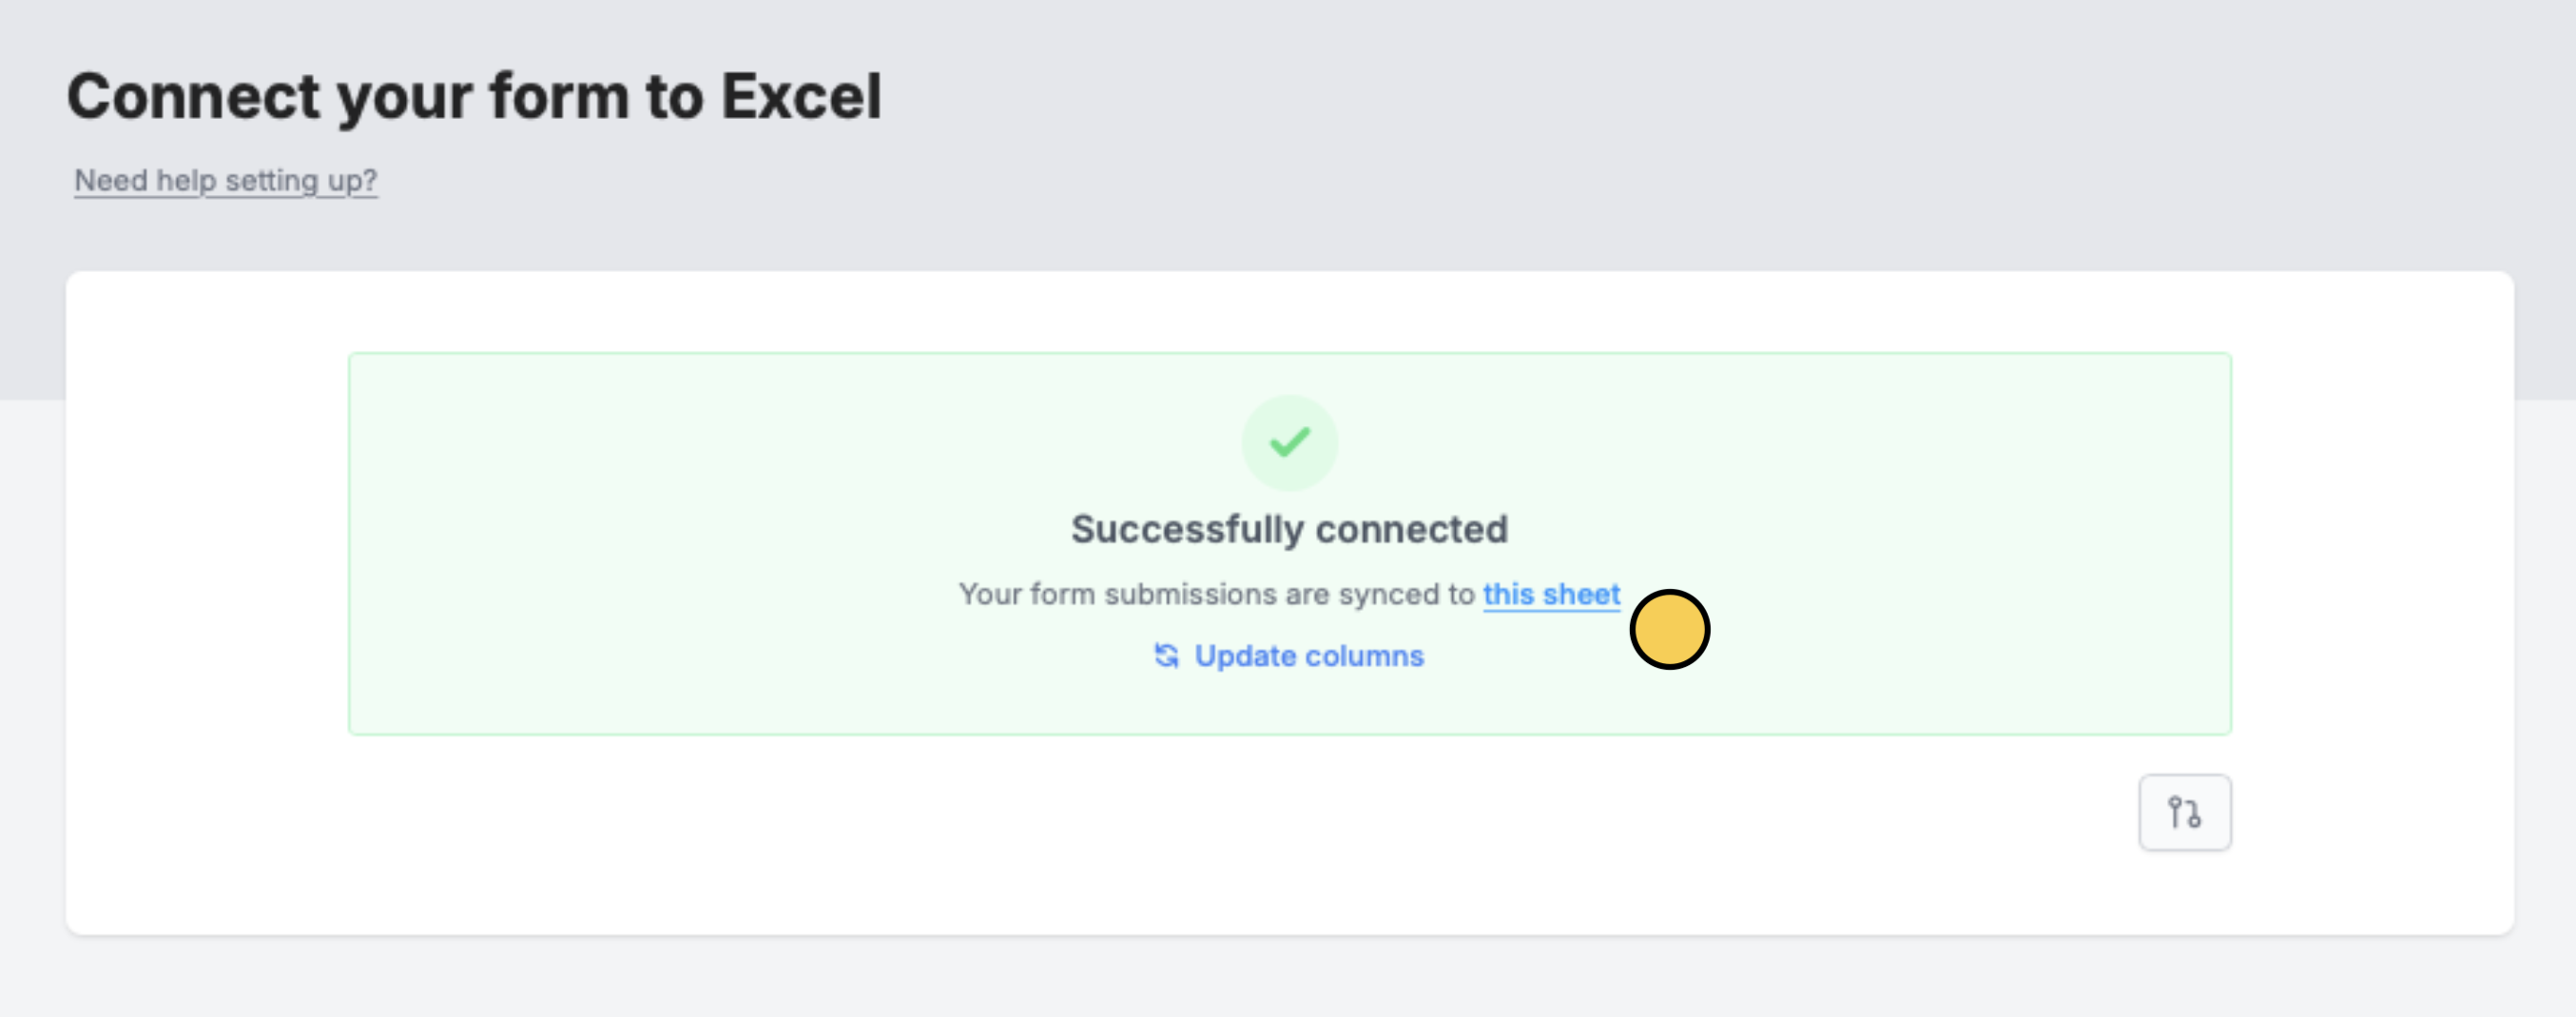 Connect your form to Excel
Need help setting up?
Successfully connected
Your form submissions are synced to this sheet
Update columns